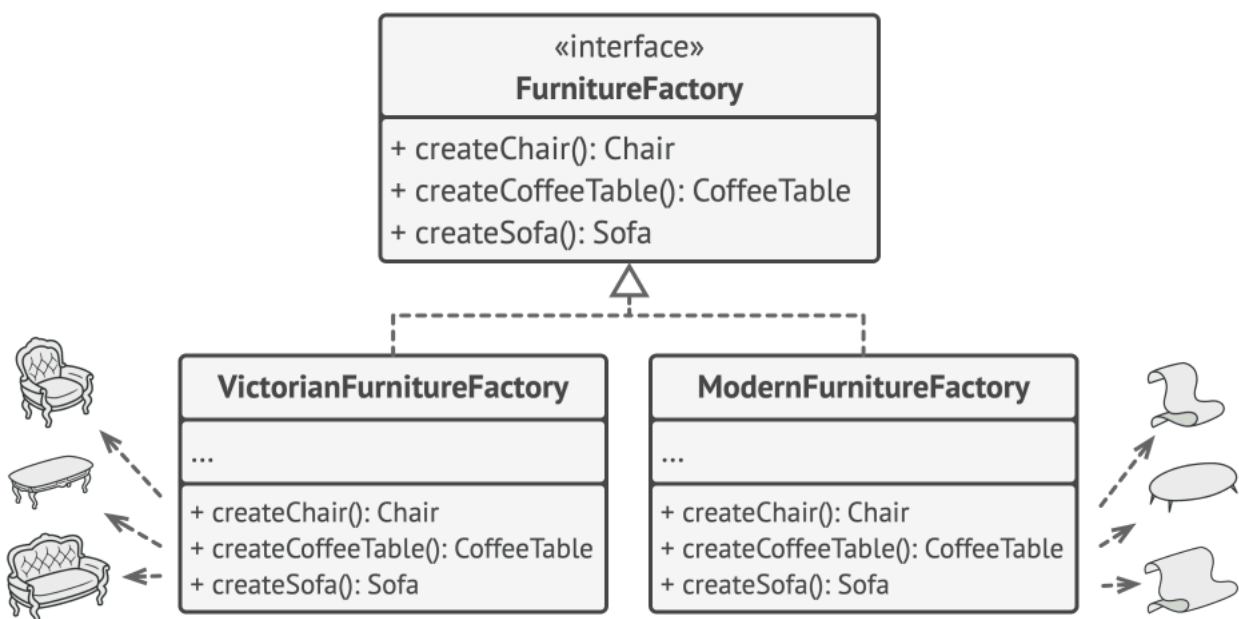 «interface»
FurnitureFactory
+ createChair(): Chair
+ createCoffeeTable(): CoffeeTable
+ createSofa(): Sofa
VictorianFurnitureFactory
...
+ createChair(): Chair
+ createCoffeeTable(): CoffeeTable
+ createSofa(): Sofa
ModernFurnitureFactory
...
+ createChair(): Chair
+ createCoffeeTable(): CoffeeTable
+ createSofa(): Sofa